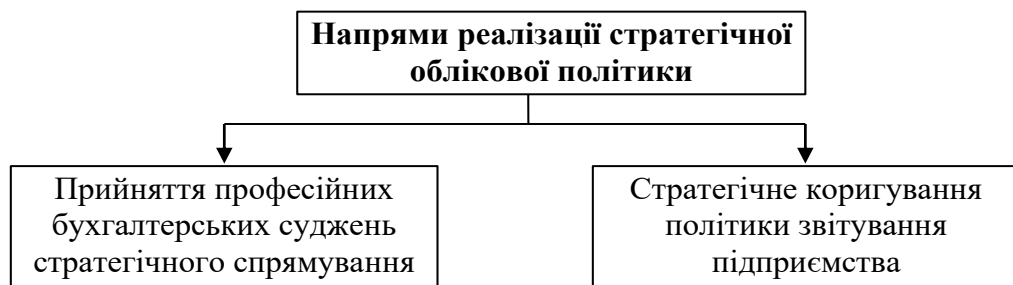 Напрями реалізації стратегічної
облікової політики
Прийняття професійних
бухгалтерських суджень
стратегічного спрямування
Стратегічне коригування
політики звітування
підприємства